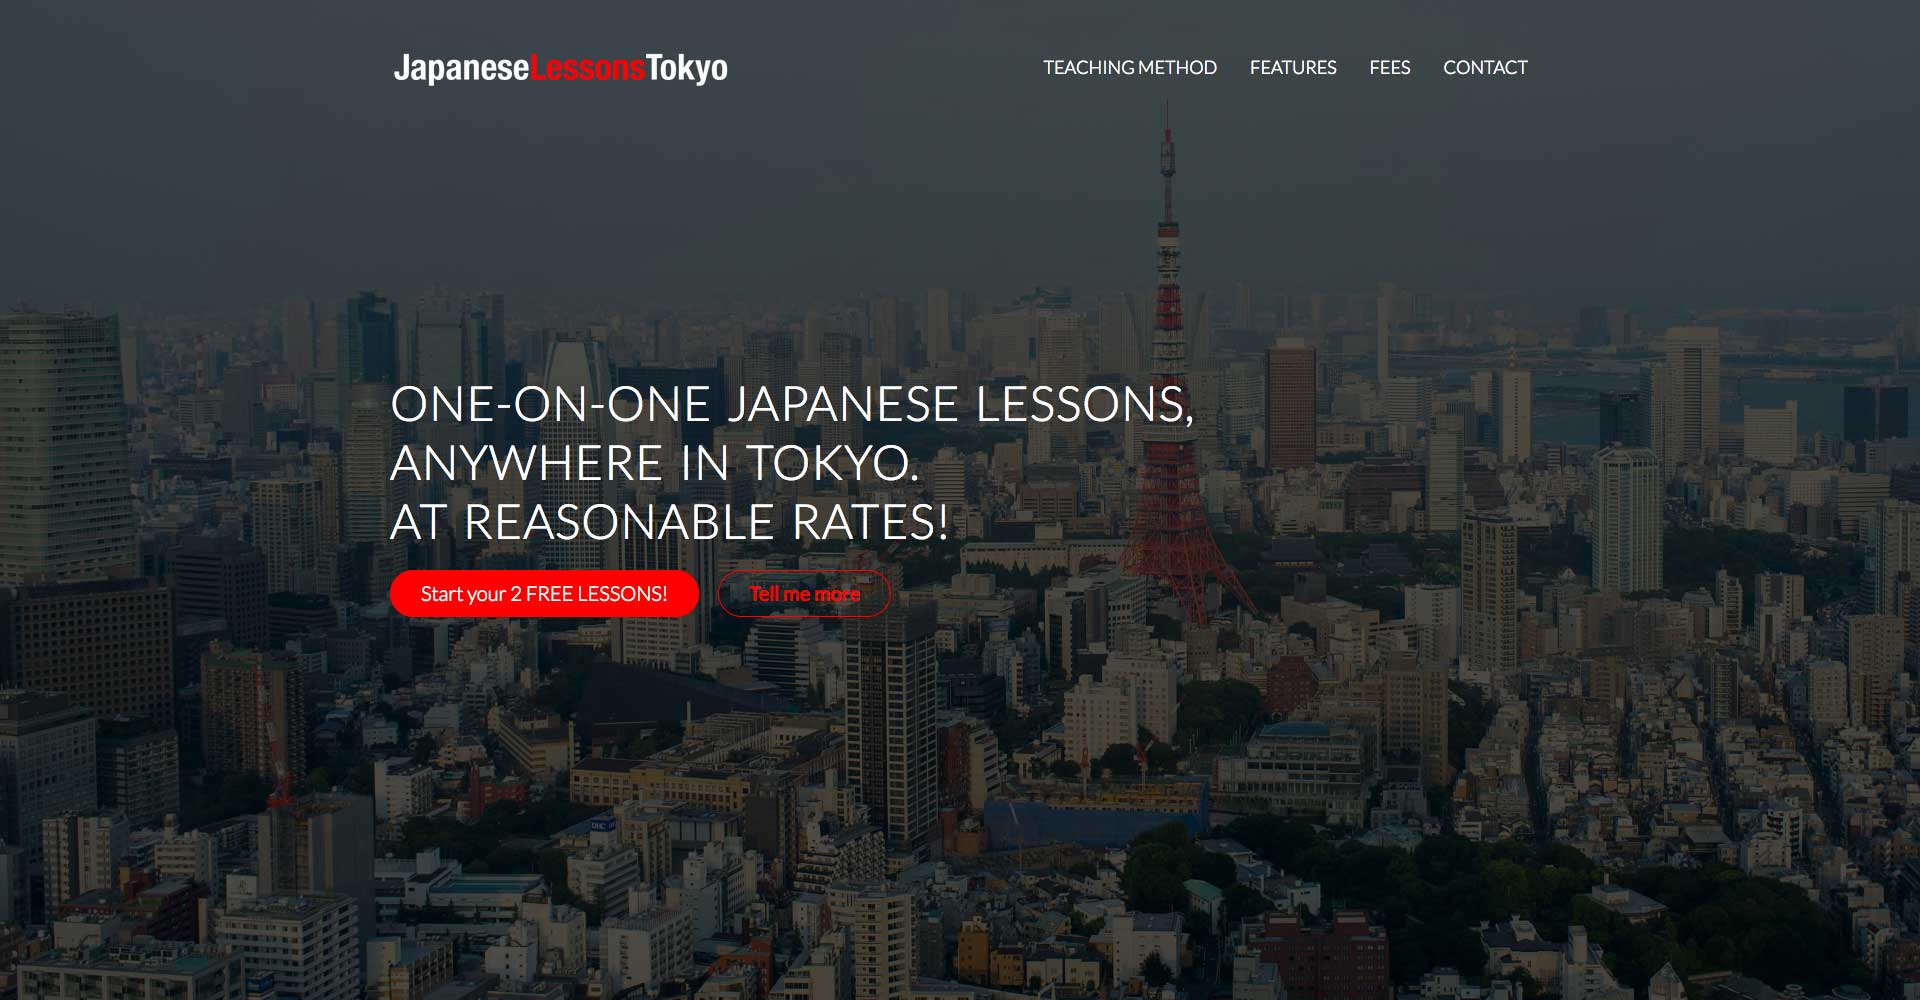 JapaneseLessonsTokyo
TEACHING METHOD FEATURES FEES CONTACT
ONE-ON-ONE JAPANESE LESSONS,
ANYWHERE IN TOKYO.
AT REASONABLE RATES!
Start your 2 FREE LESSONS! Tell me more
DHC